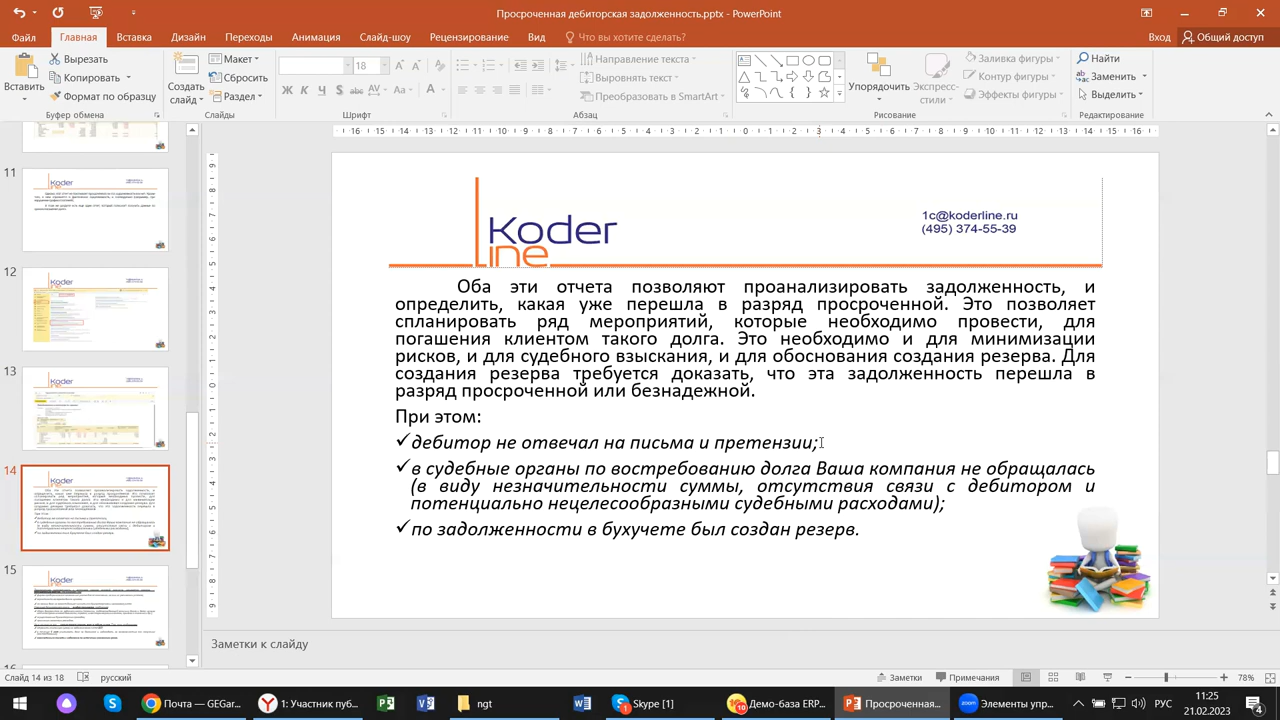 Просроченная дебиторская задолженность.pptx - PowerPoint
Файл Главная Вставка Дизайн Переходы Анимация Слайд-шоу Рецензирование Вид Что вы хотите сделать? Вход Общий доступ
Вставить
Вырезать
Копировать
Формат по образцу
Буфер обмена
Создать слайд
Макет
Сбросить
Раздел
Слайды
18
Шрифт
Направление текста
Выровнять текст
Преобразовать в SmartArt
Абзац
Упорядочить
Экспресс-стили
Заливка фигуры
Контур фигуры
Эффекты фигуры
Рисование
Найти
Заменить
Выделить
Редактирование
11
12
13
14
15
16
Koder
line
1c@koderline.ru
(495) 374-55-39
Оба эти отчета позволяют проанализировать задолженность, и
определить, какая уже перешла в разряд просроченной. Это позволяет
спланировать ряд мероприятий, которые необходимо провести, для
погашения клиентом такого долга. Это необходимо и для минимизации
рисков, и для судебного взыскания, и для обоснования создания резерва. Для
создания резерва требуется доказать, что эта задолженность перешла в
разряд просроченной или безнадежной.
При этом:
✓дебитор не отвечал на письма и претензии;
✓в судебные органы по востребованию долга Ваша компания не обращалась
(в виду незначительности суммы, отсутствия связи с дебитором и
потенциально нецелесообразными судебными расходами);
✓по задолженности в бухучете был создан резерв.
Заметки к слайду
Слайд 14 из 18 русский Заметки Примечания 78%
Почта — GEGar... 1: Участник пуб... ngt Skype [1] Демо-база ERP... Просроченная... Элементы упр... РУС
11:25
21.02.2023